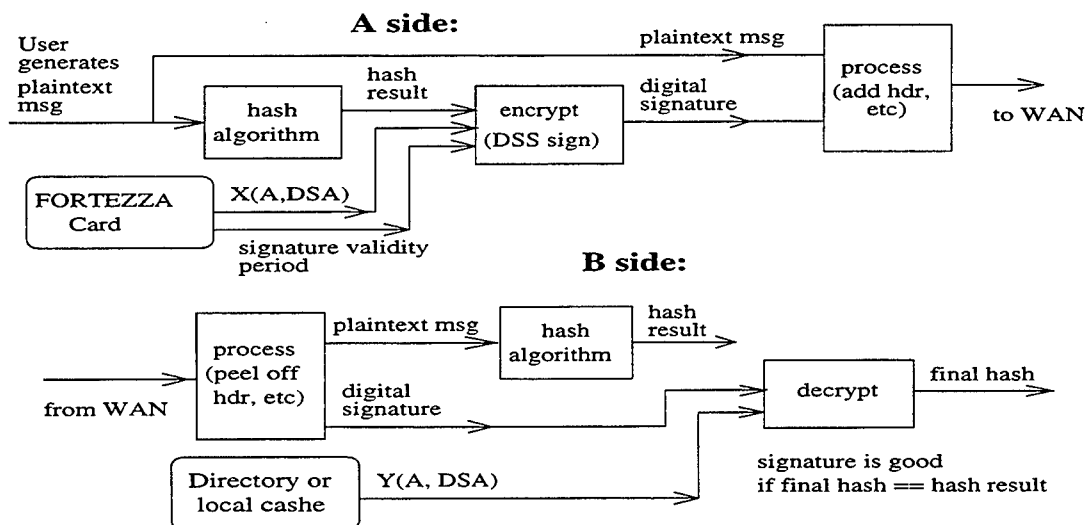 A side:
User
generates
plaintext
msg
plaintext msg
hash
result
digital
signature
process
(add hdr,
etc)
to WAN
hash
algorithm
encrypt
(DSS sign)
FORTEZZA
Card
X(A,DSA)
signature validity
period
B side:
from WAN
process
(peel off
hdr, etc)
plaintext msg
hash
algorithm
hash
result
digital
signature
decrypt
final hash
Directory or
local cashe
Y(A, DSA)
signature is good
if final hash == hash result